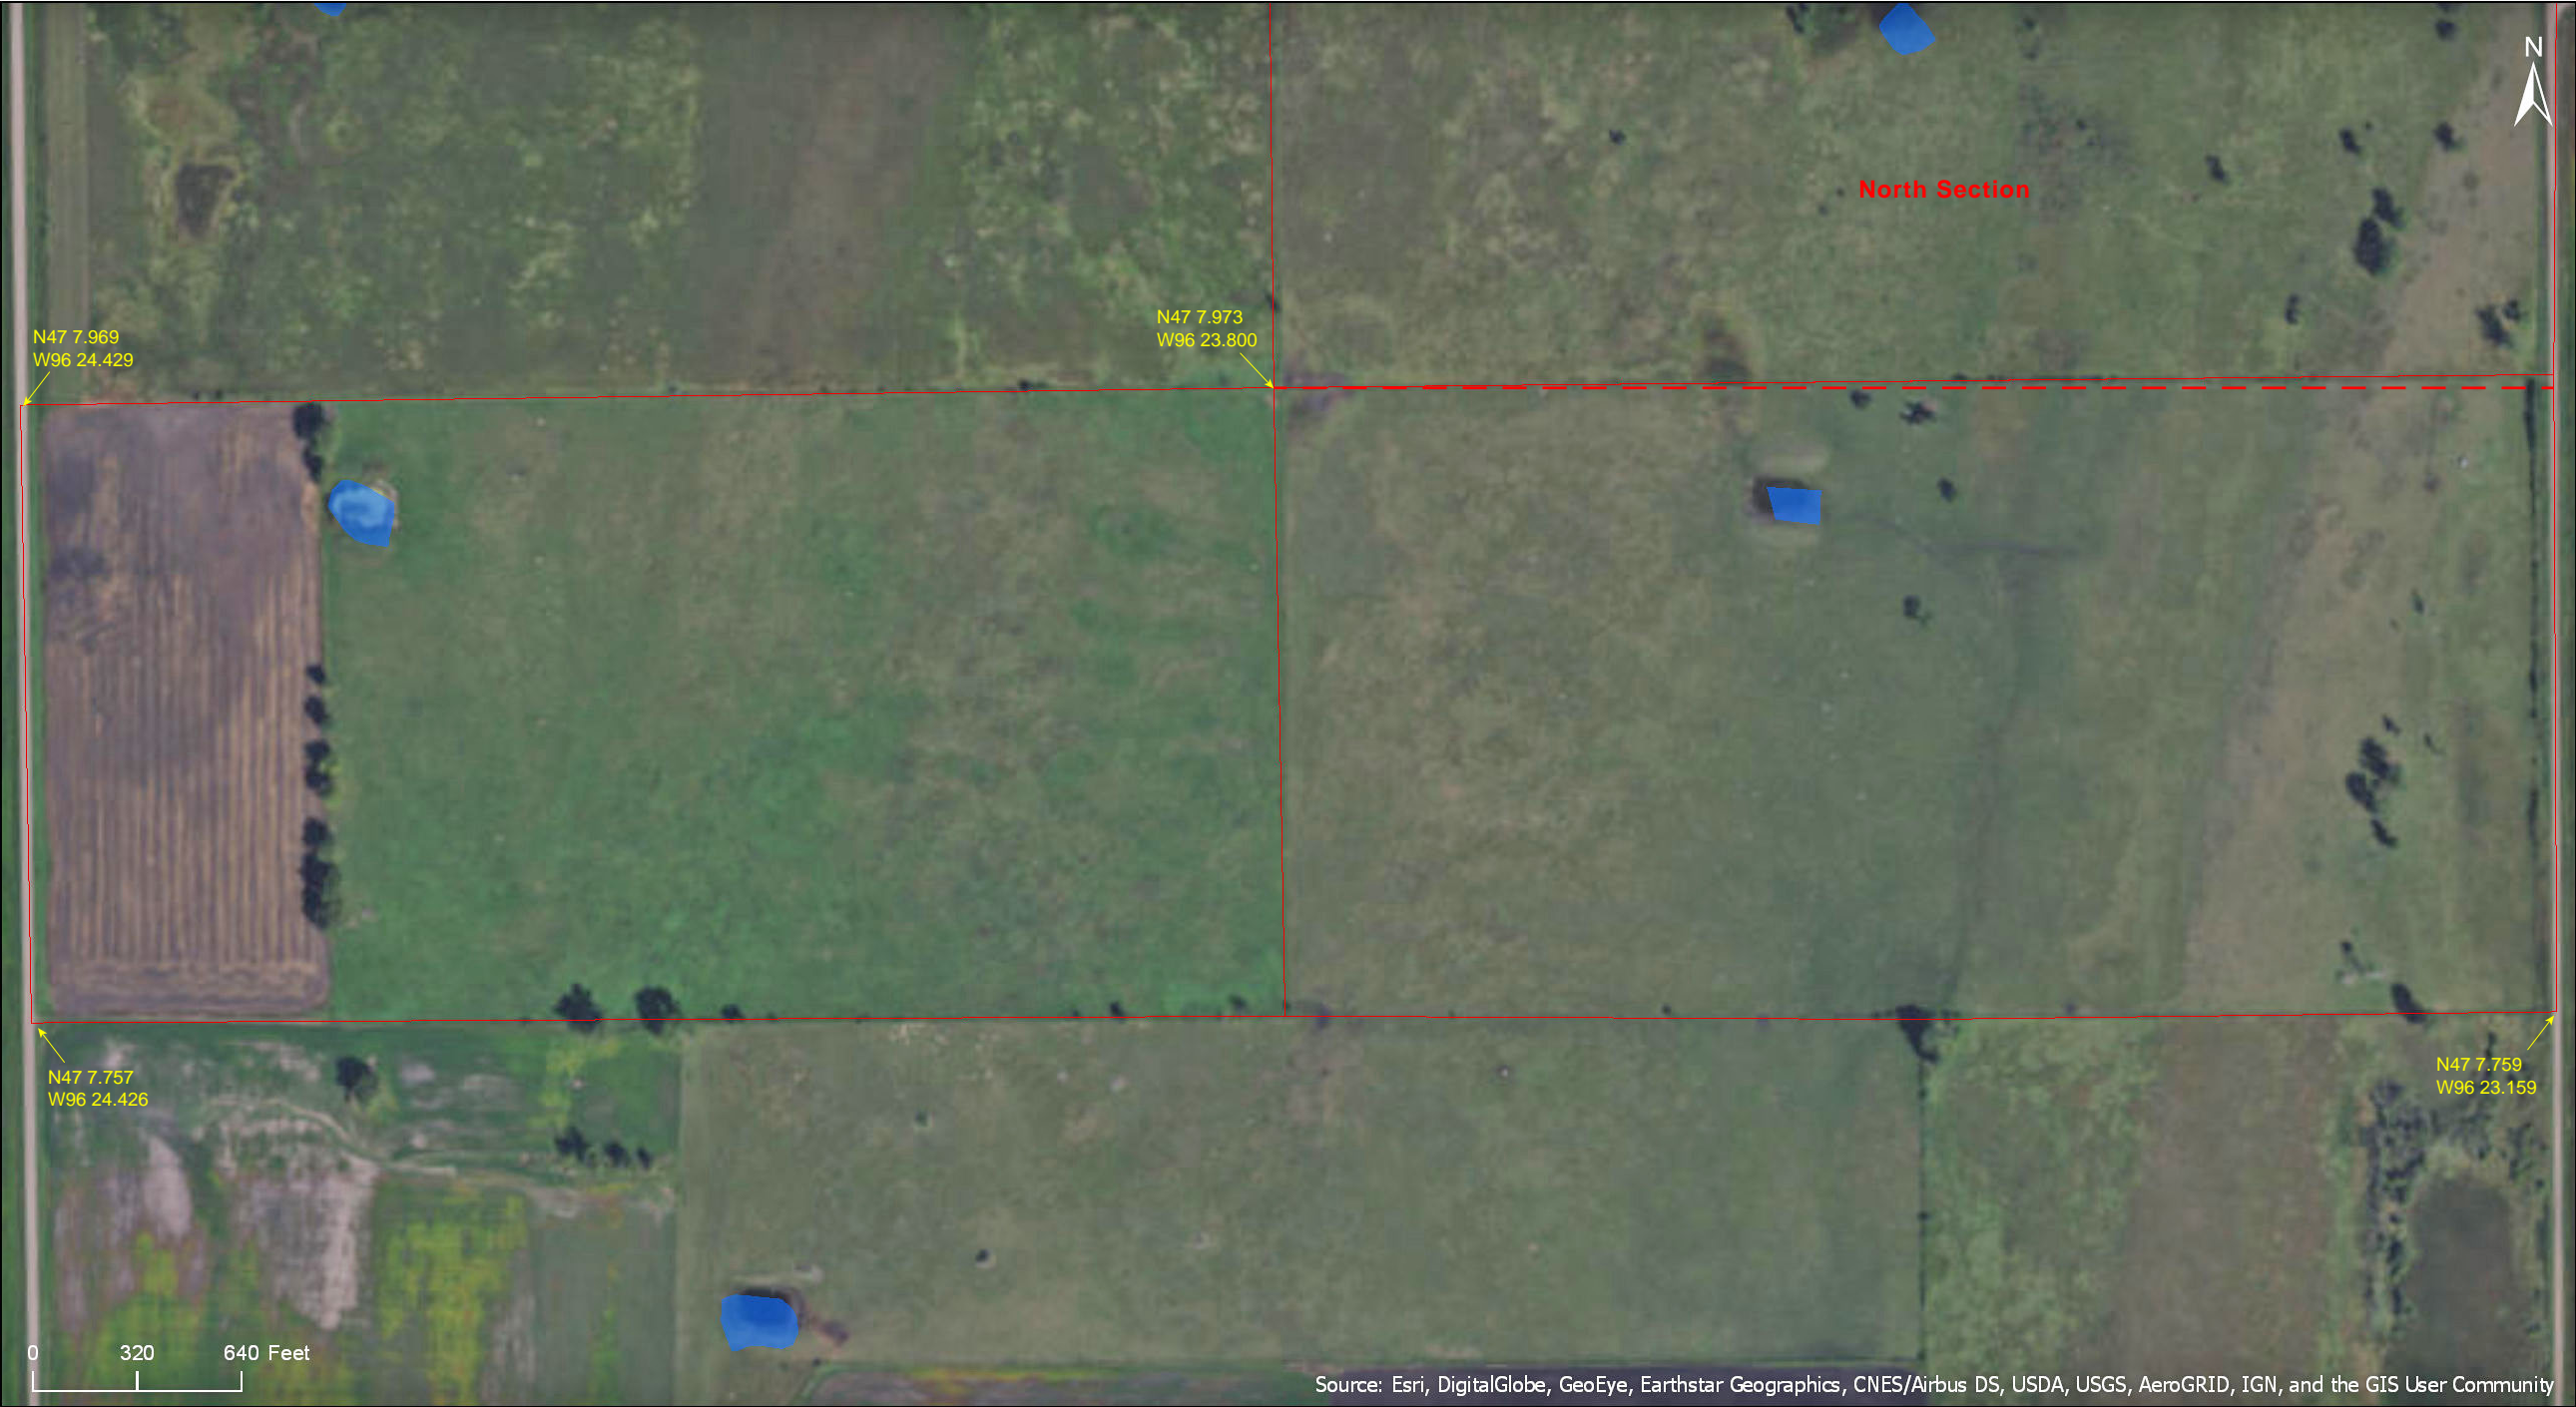 N
North Section
N47 7.973
W96 23.800
N47 7.969
W96 24.429
N47 7.757
W96 24.426
N47 7.759
W96 23.159
0 320 640 Feet
Source: Esri, DigitalGlobe, GeoEye, Earthstar Geographics, CNES/Airbus DS, USDA, USGS, AeroGRID, IGN, and the GIS User Community